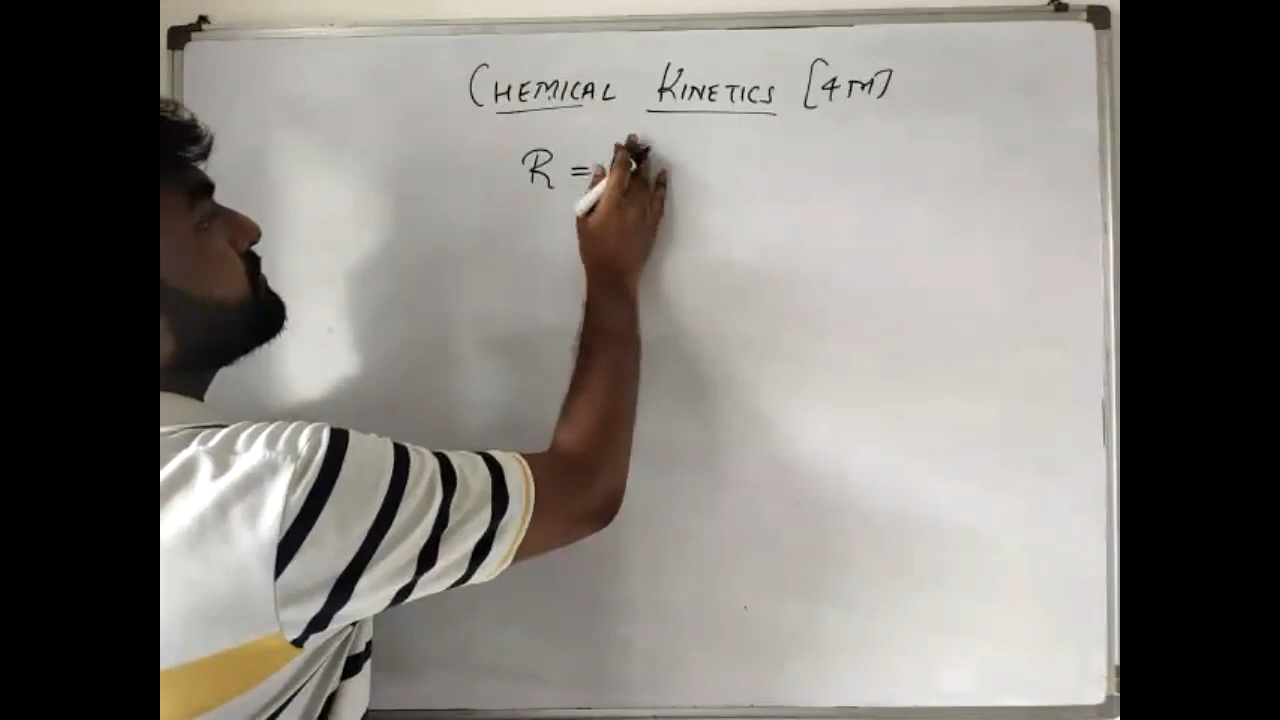 CHEMICAL KINETICS [4M]
R =